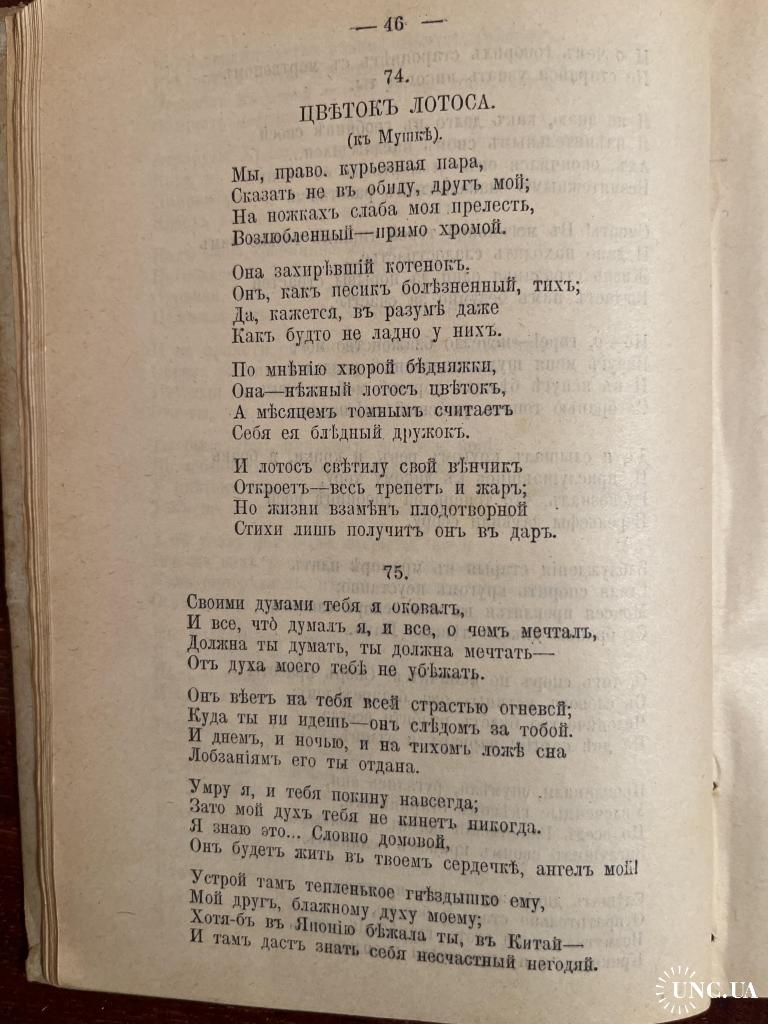 — 46 —
74.
ЦВѢТОКЪ ЛОТОСА.
(къ Мушкѣ).
Мы, право. курьезная пара,
Сказать не въ обиду, другъ мой;
На ножкахъ слаба моя прелесть,
Возлюбленный—прямо хромой.
Она захирѣвшій котенокъ.
Онъ, какъ песикъ болѣзненный, тихъ;
Да, кажется, въ разумѣ даже
Какъ будто не ладно у нихъ.
По мнѣнію хворой бѣдняжки,
Она—нѣжный лотосъ цвѣтокъ,
А мѣсяцемъ томнымъ считаетъ
Себя ея блѣдный дружокъ.
И лотосъ свѣтилу свой вѣнчикъ
Откроетъ—весь трепетъ и жаръ;
Но жизни взамѣнъ плодотворной
Стихи лишь получитъ онъ въ даръ.
75.
Своими думами тебя я оковалъ,
И все, что̀ думалъ я, и все, о чемъ мечталъ,
Должна ты думать, ты должна мечтать—
Отъ духа моего тебѣ не убѣжать.
Онъ вѣетъ на тебя всей страстью огневсй;
Куда ты ни идешь—онъ слѣдомъ за тобой.
И днемъ, и ночью, и на тихомъ ложѣ сна
Лобзаніямъ его ты отдана.
Умру я, и тебя покину навсегда;
Зато мой духъ тебя не кинетъ никогда.
Я знаю это... Словно домовой,
Онъ будетъ жить въ твоемъ сердечкѣ, ангелъ мой!
Устрой тамъ тепленькое гнѣздышко ему,
Мой другъ, блажному духу моему;
Хотя-бъ въ Японію бѣжала ты, въ Китай—
И тамъ дастъ знать себя несчастный негодяй.
UNC.UA